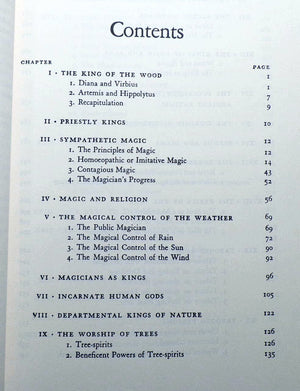 Contents
CHAPTER PAGE
I · THE KING OF THE WOOD 1
1. Diana and Virbius 1
2. Artemis and Hippolytus 7
3. Recapitulation 9
II · PRIESTLY KINGS 10
III · SYMPATHETIC MAGIC 12
1. The Principles of Magic 12
2. Homoeopathic or Imitative Magic 14
3. Contagious Magic 43
4. The Magician's Progress 52
IV · MAGIC AND RELIGION 56
V · THE MAGICAL CONTROL OF THE WEATHER 69
1. The Public Magician 69
2. The Magical Control of Rain 72
3. The Magical Control of the Sun 90
4. The Magical Control of the Wind 92
VI · MAGICIANS AS KINGS 96
VII · INCARNATE HUMAN GODS 105
VIII · DEPARTMENTAL KINGS OF NATURE 122
IX · THE WORSHIP OF TREES 126
1. Tree-spirits 126
2. Beneficent Powers of Tree-spirits 135